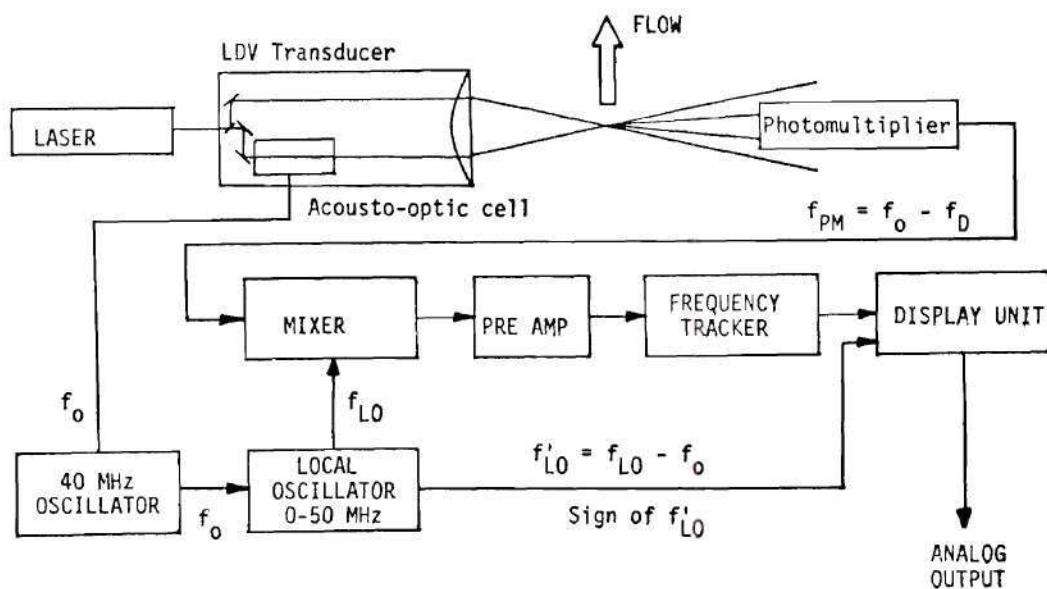 FLOW
LDV Transducer
LASER
Photomultiplier
Acousto-optic cell
f_PM = f_o - f_D
MIXER
PRE AMP
FREQUENCY
TRACKER
DISPLAY UNIT
f_o
f_LO
40 MHz
OSCILLATOR
f_o
LOCAL
OSCILLATOR
0-50 MHz
f'_LO = f_LO - f_o
Sign of f'_LO
ANALOG
OUTPUT